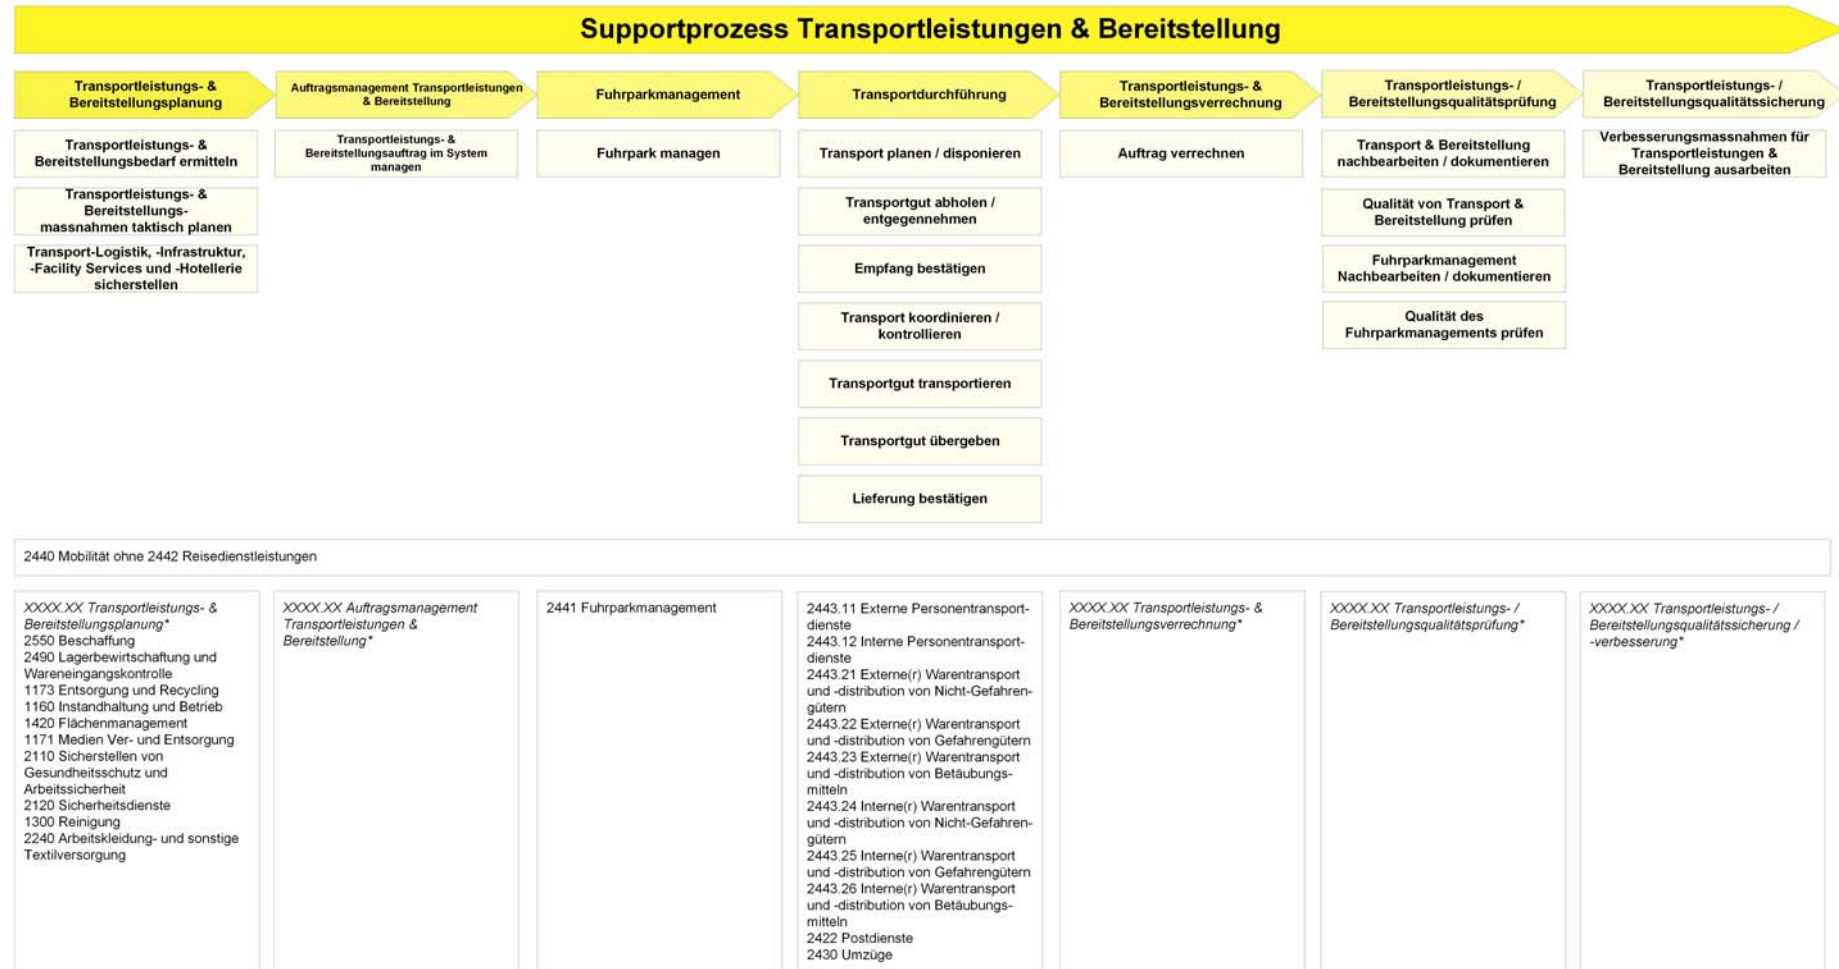 Supportprozess Transportleistungen & Bereitstellung
Transportleistungs- &
Bereitstellungsplanung
Auftragsmanagement Transportleistungen
& Bereitstellung
Fuhrparkmanagement
Transportdurchführung
Transportleistungs- &
Bereitstellungsverrechnung
Transportleistungs- /
Bereitstellungsqualitätsprüfung
Transportleistungs- /
Bereitstellungsqualitätssicherung
Transportleistungs- &
Bereitstellungsbedarf ermitteln
Transportleistungs- &
Bereitstellungs-
massnahmen taktisch planen
Transport-Logistik, -Infrastruktur,
-Facility Services und -Hotellerie
sicherstellen
Transportleistungs- &
Bereitstellungsauftrag im System
managen
Fuhrpark managen
Transport planen / disponieren
Transportgut abholen /
entgegennehmen
Empfang bestätigen
Transport koordinieren /
kontrollieren
Transportgut transportieren
Transportgut übergeben
Lieferung bestätigen
Auftrag verrechnen
Transport & Bereitstellung
nachbearbeiten / dokumentieren
Qualität von Transport &
Bereitstellung prüfen
Fuhrparkmanagement
Nachbearbeiten / dokumentieren
Qualität des
Fuhrparkmanagements prüfen
Verbesserungsmassnahmen für
Transportleistungen &
Bereitstellung ausarbeiten
2440 Mobilität ohne 2442 Reisedienstleistungen
XXXX.XX Transportleistungs- &
Bereitstellungsplanung*
2550 Beschaffung
2490 Lagerbewirtschaftung und
Wareneingangskontrolle
1173 Entsorgung und Recycling
1160 Instandhaltung und Betrieb
1420 Flächenmanagement
1171 Medien Ver- und Entsorgung
2110 Sicherstellen von
Gesundheitsschutz und
Arbeitssicherheit
2120 Sicherheitsdienste
1300 Reinigung
2240 Arbeitskleidung- und sonstige
Textilversorgung
XXXX.XX Auftragsmanagement
Transportleistungen &
Bereitstellung*
2441 Fuhrparkmanagement
2443.11 Externe Personentransport-
dienste
2443.12 Interne Personentransport-
dienste
2443.21 Externe(r) Warentransport
und -distribution von Nicht-Gefahren-
gütern
2443.22 Externe(r) Warentransport
und -distribution von Gefahrengütern
2443.23 Externe(r) Warentransport
und -distribution von Betäubungs-
mitteln
2443.24 Interne(r) Warentransport
und -distribution von Nicht-Gefahren-
gütern
2443.25 Interne(r) Warentransport
und -distribution von Gefahrengütern
2443.26 Interne(r) Warentransport
und -distribution von Betäubungs-
mitteln
2422 Postdienste
2430 Umzüge
XXXX.XX Transportleistungs- &
Bereitstellungsverrechnung*
XXXX.XX Transportleistungs- /
Bereitstellungsqualitätsprüfung*
XXXX.XX Transportleistungs- /
Bereitstellungsqualitätssicherung /
-verbesserung*